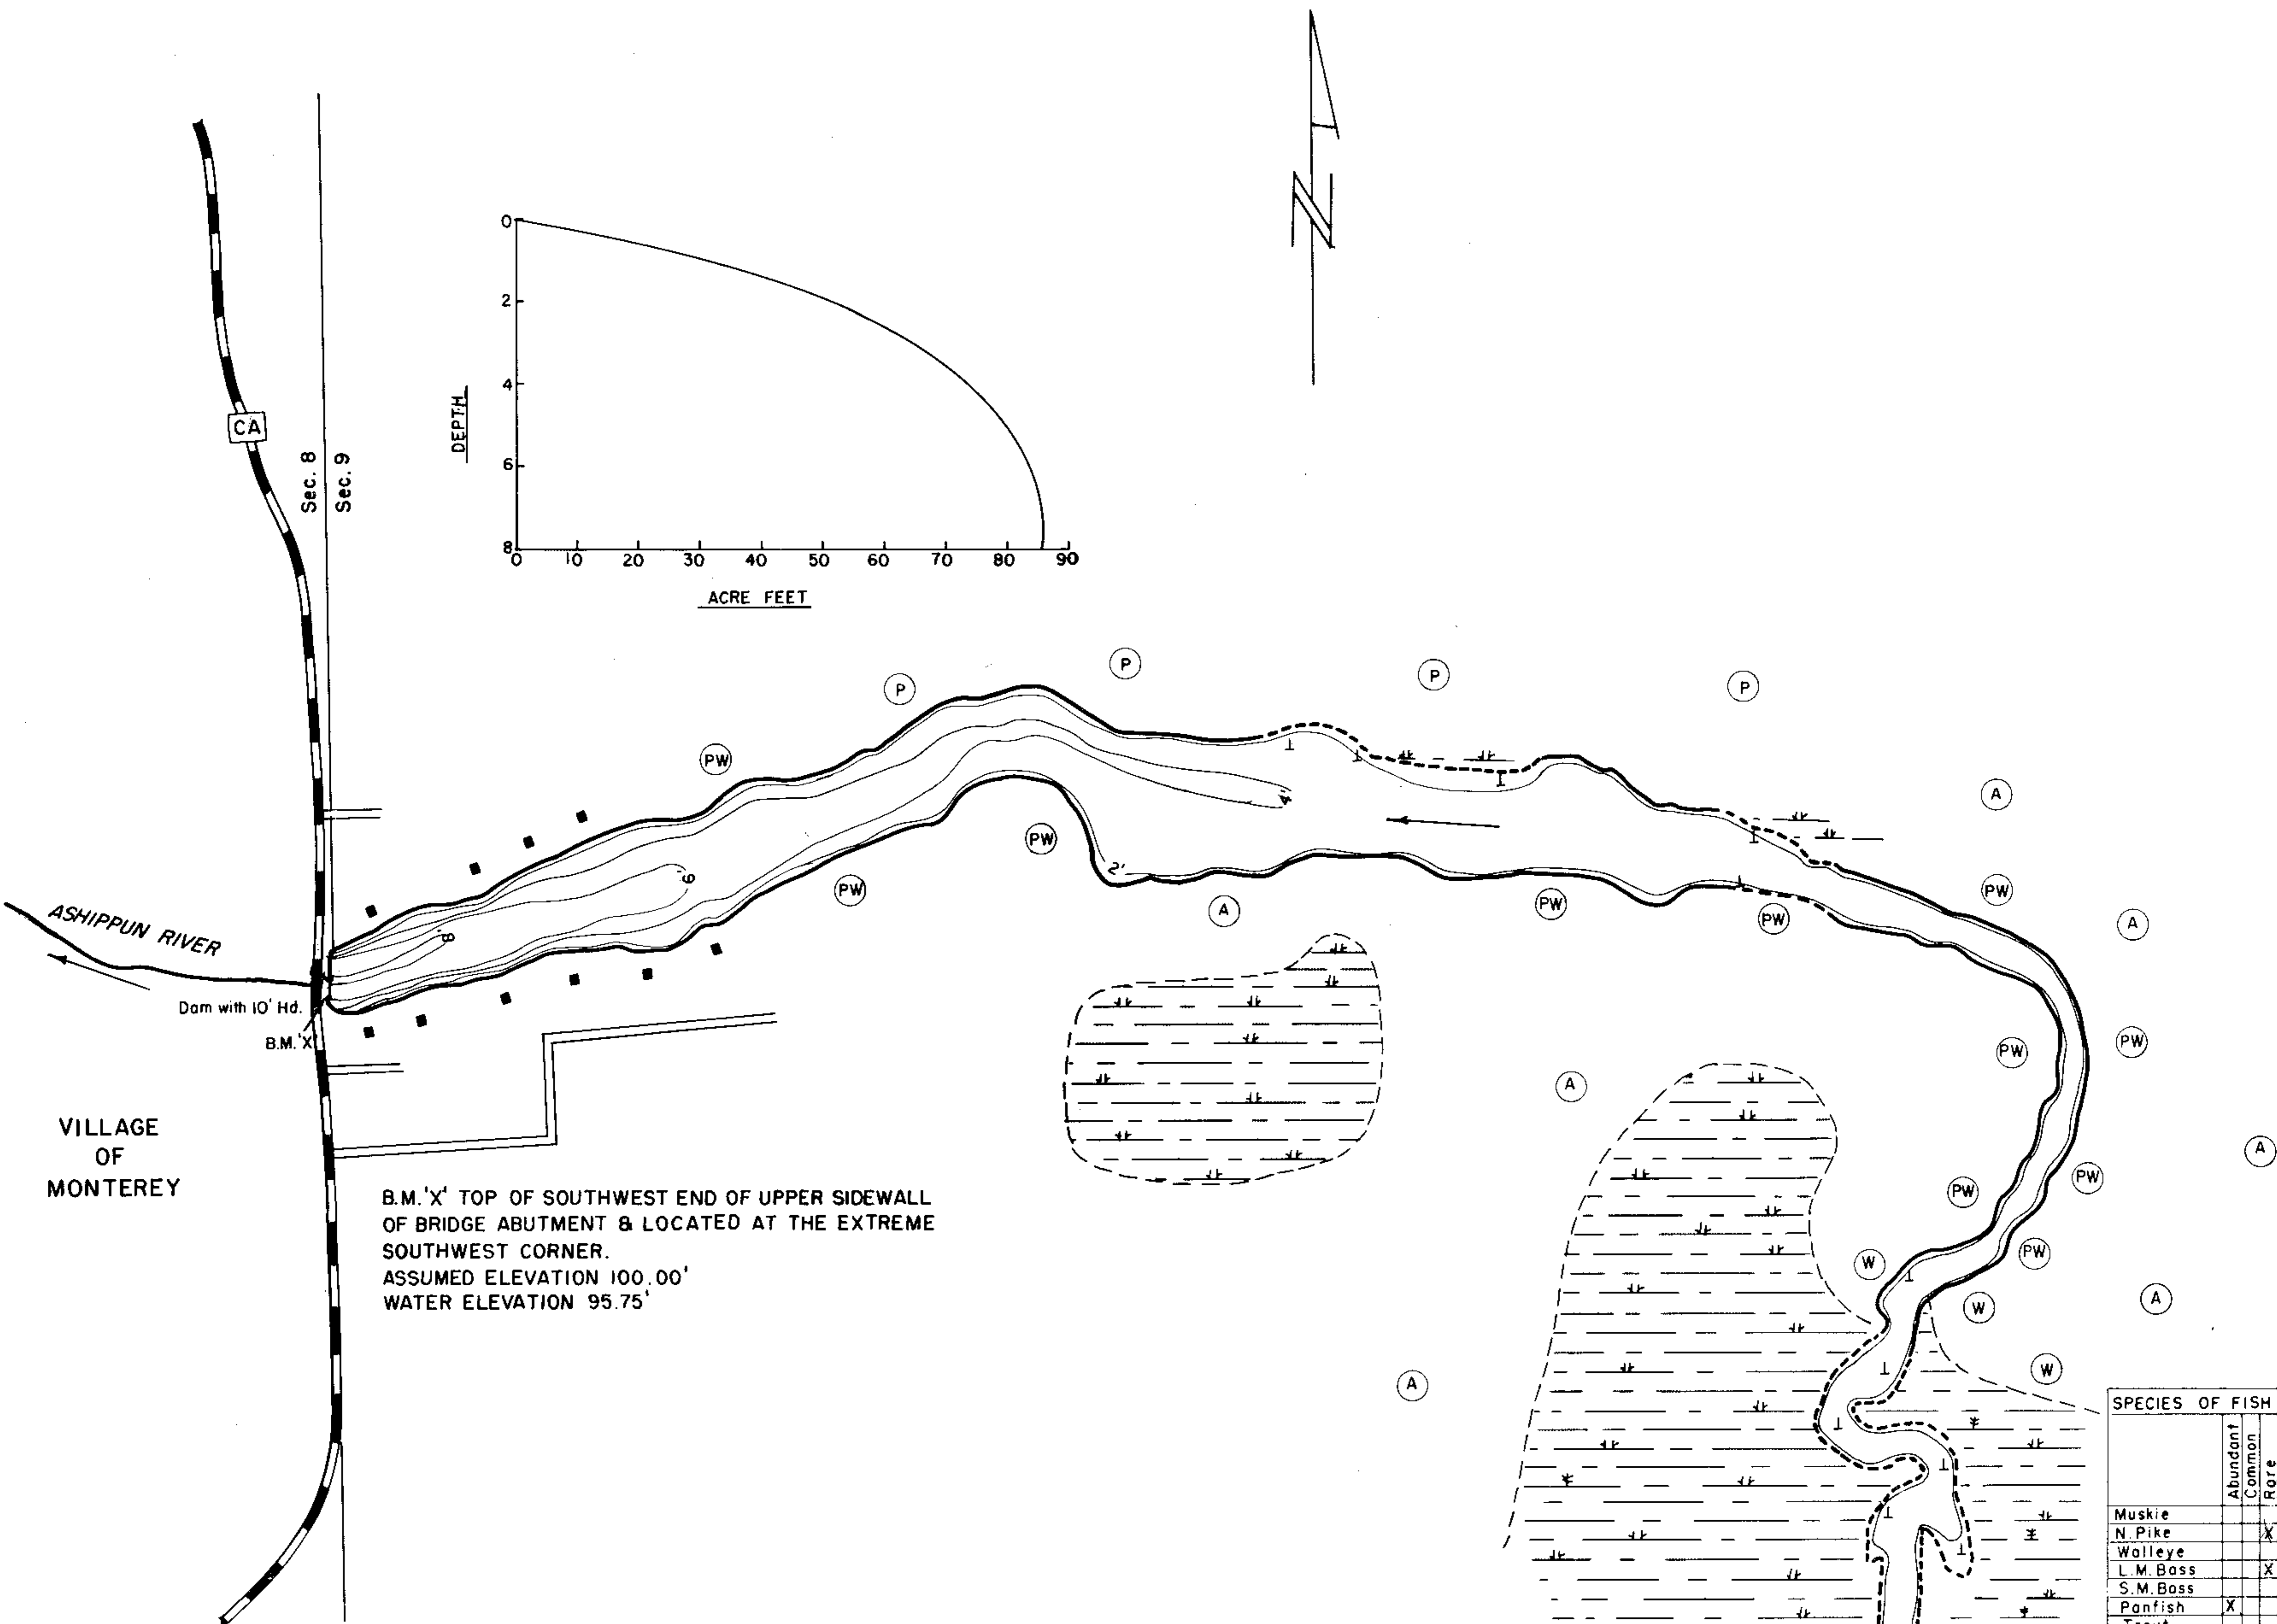 N
0
2
4
6
8
DEPTH
0 10 20 30 40 50 60 70 80 90
ACRE FEET
CA
Sec. 8
Sec. 9
P
P
P
P
PW
A
PW
4'
2'
PW
PW
A
PW
PW
PW
A
6'
8'
ASHIPPUN RIVER
Dam with 10' Hd.
B.M.'X'
PW
PW
A
A
VILLAGE
OF
MONTEREY
B.M.'X' TOP OF SOUTHWEST END OF UPPER SIDEWALL
OF BRIDGE ABUTMENT & LOCATED AT THE EXTREME
SOUTHWEST CORNER.
ASSUMED ELEVATION 100.00'
WATER ELEVATION 95.75'
PW
PW
W
PW
W
A
W
A
SPECIES OF FISH
Abundant
Common
Rare
Muskie
N. Pike X
Walleye
L.M. Bass X
S.M. Bass
Panfish X